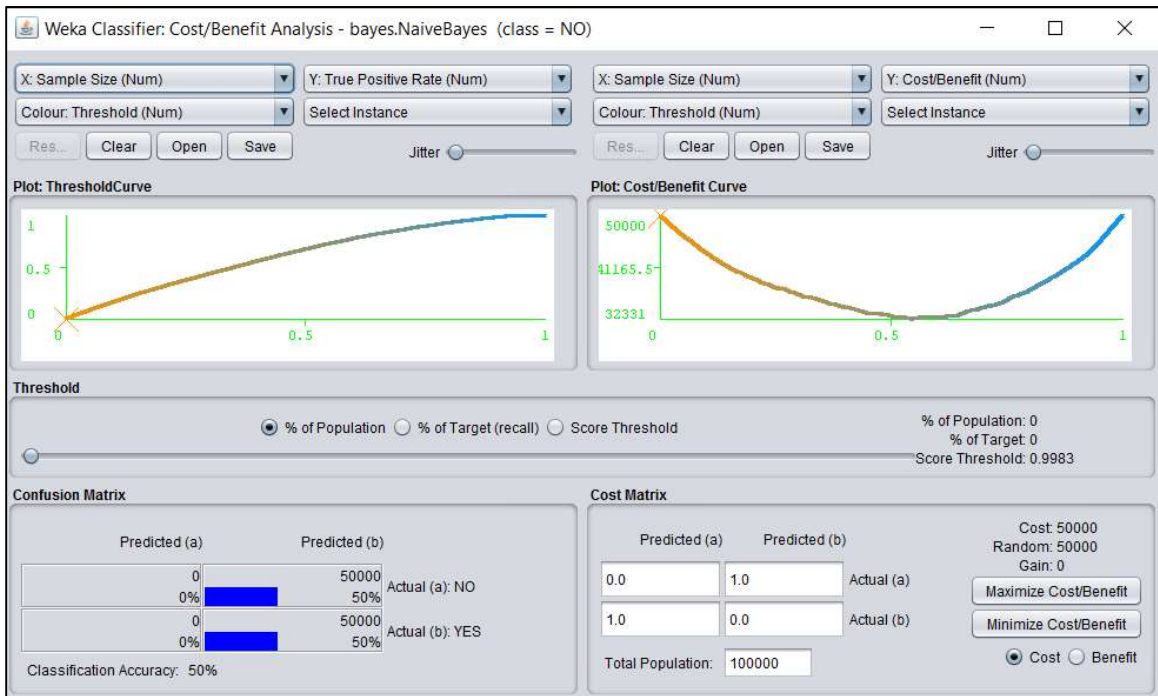 Weka Classifier: Cost/Benefit Analysis - bayes.NaiveBayes (class = NO)
X: Sample Size (Num) Y: True Positive Rate (Num) X: Sample Size (Num) Y: Cost/Benefit (Num)
Colour: Threshold (Num) Select Instance Colour: Threshold (Num) Select Instance
Res... Clear Open Save Jitter Res... Clear Open Save Jitter
Plot: ThresholdCurve
1
0.5
0
0 0.5 1
Plot: Cost/Benefit Curve
50000
41165.5
32331
0 0.5 1
Threshold
% of Population % of Target (recall) Score Threshold
% of Population: 0
% of Target: 0
Score Threshold: 0.9983
Confusion Matrix
Predicted (a) Predicted (b)
0 50000
0% 50% Actual (a): NO
0 50000
0% 50% Actual (b): YES
Classification Accuracy: 50%
Cost Matrix
Predicted (a) Predicted (b)
0.0 1.0 Actual (a)
1.0 0.0 Actual (b)
Total Population: 100000
Cost: 50000
Random: 50000
Gain: 0
Maximize Cost/Benefit
Minimize Cost/Benefit
Cost Benefit